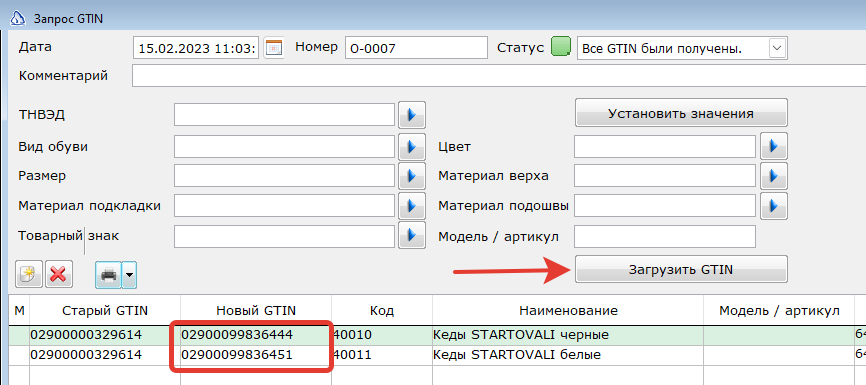 Запрос GTIN
Дата 15.02.2023 11:03: Номер О-0007 Статус Все GTIN были получены.
Комментарий
ТНВЭД Установить значения
Вид обуви Цвет
Размер Материал верха
Материал подкладки Материал подошвы
Товарный знак Модель / артикул
Загрузить GTIN
М Старый GTIN Новый GTIN Код Наименование Модель / артикул
02900000329614 02900099836444 40010 Кеды STARTOVALI черные 64
02900000329614 02900099836451 40011 Кеды STARTOVALI белые 64